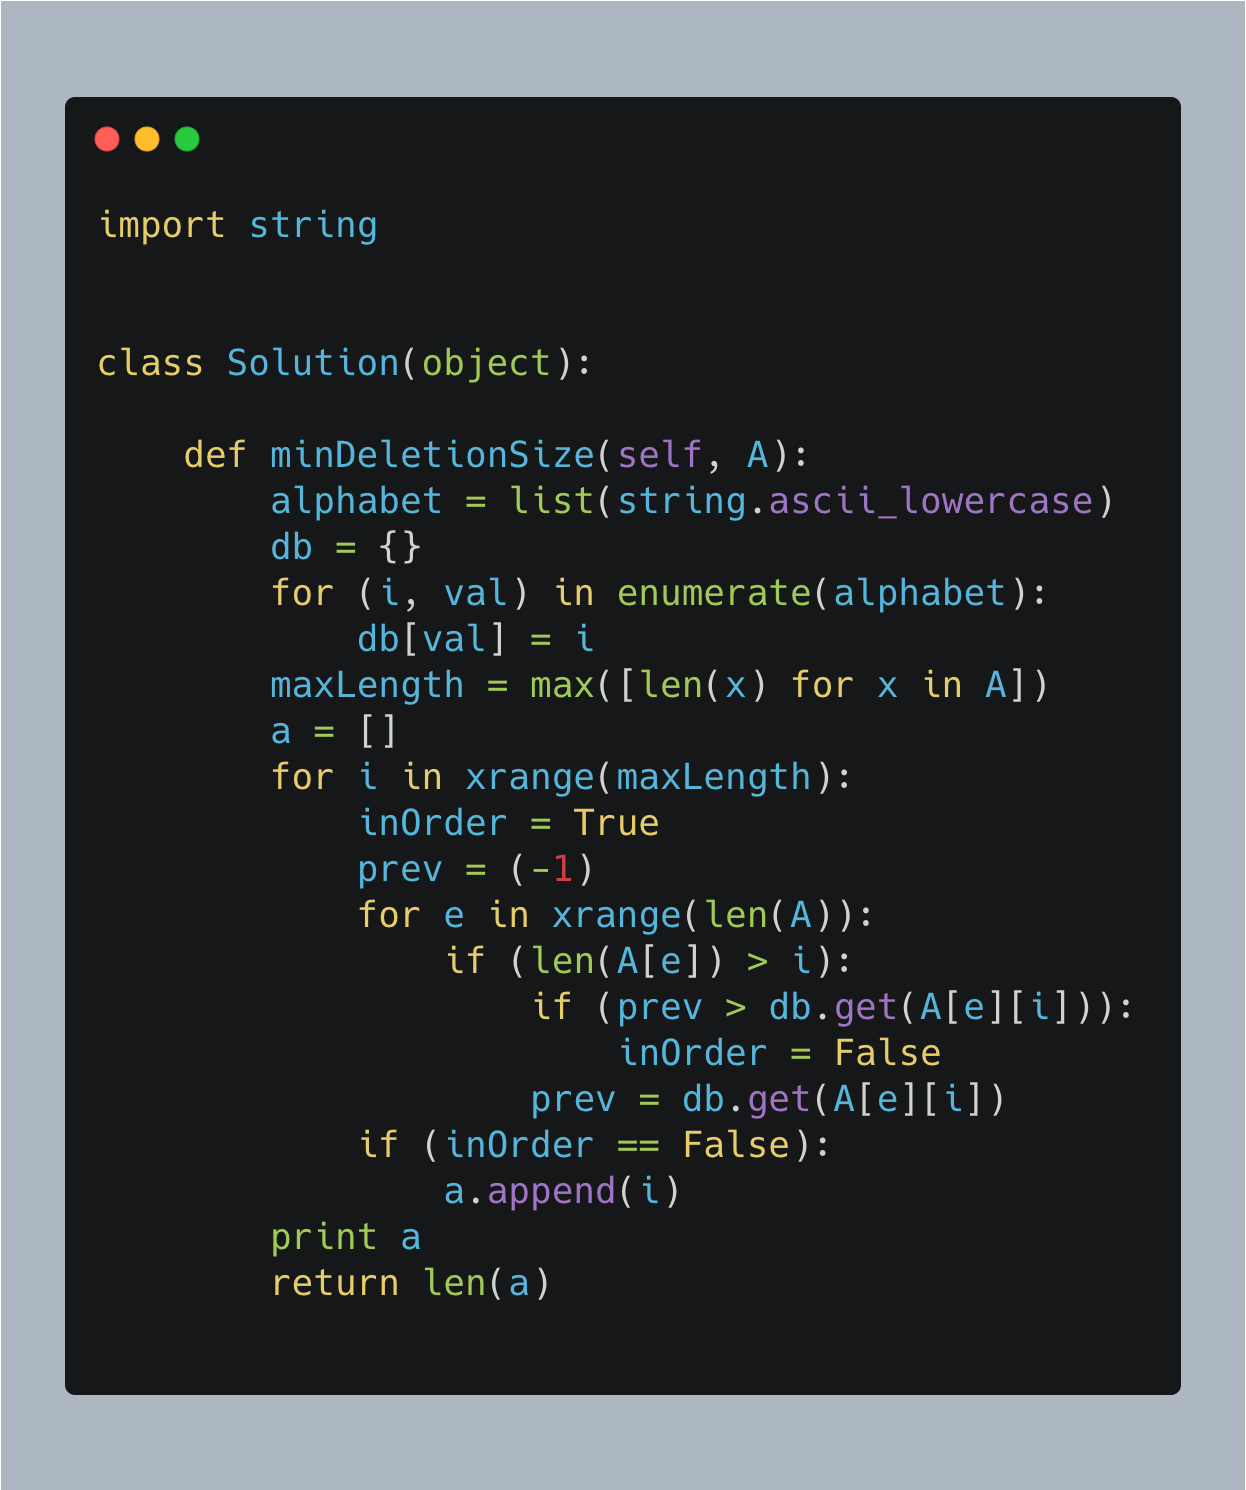 import string
class Solution(object):
    def minDeletionSize(self, A):
        alphabet = list(string.ascii_lowercase)
        db = {}
        for (i, val) in enumerate(alphabet):
            db[val] = i
        maxLength = max([len(x) for x in A])
        a = []
        for i in xrange(maxLength):
            inOrder = True
            prev = (-1)
            for e in xrange(len(A)):
                if (len(A[e]) > i):
                    if (prev > db.get(A[e][i])):
                        inOrder = False
                    prev = db.get(A[e][i])
            if (inOrder == False):
                a.append(i)
        print a
        return len(a)